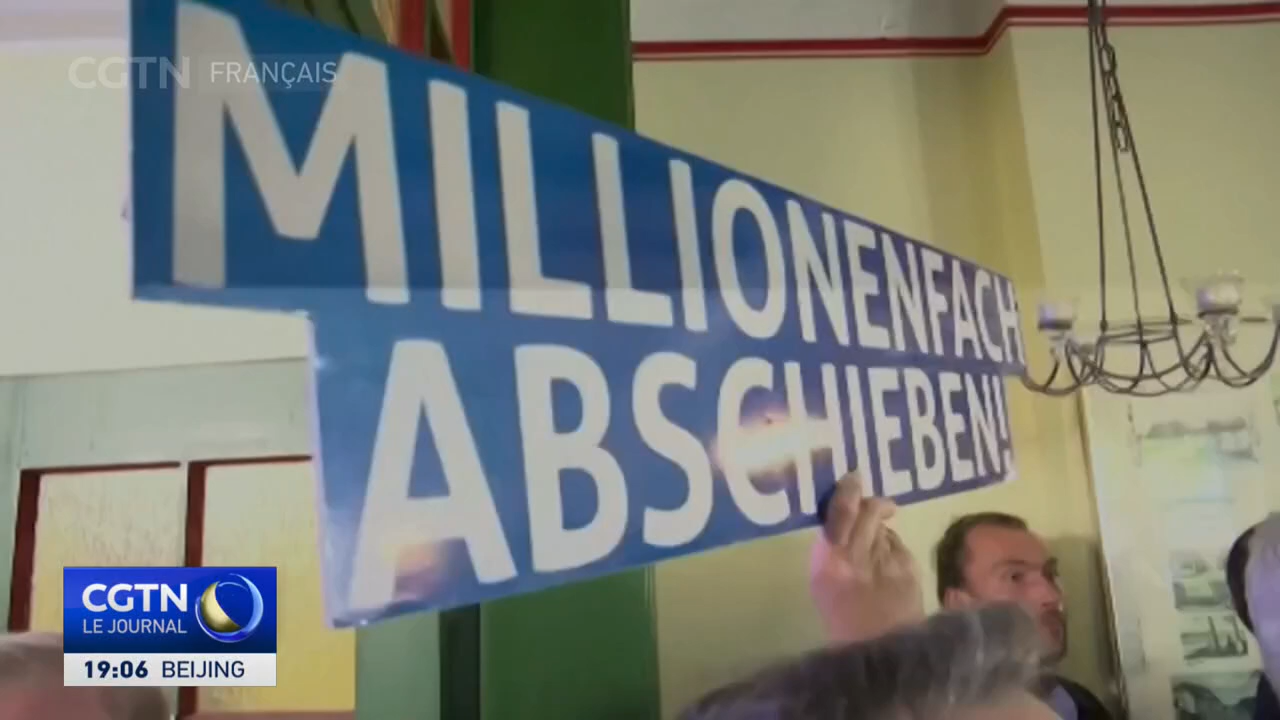 CGTN FRANÇAIS
MILLIONENFACH
ABSCHIEBEN!
CGTN
LE JOURNAL
19:06 BEIJING